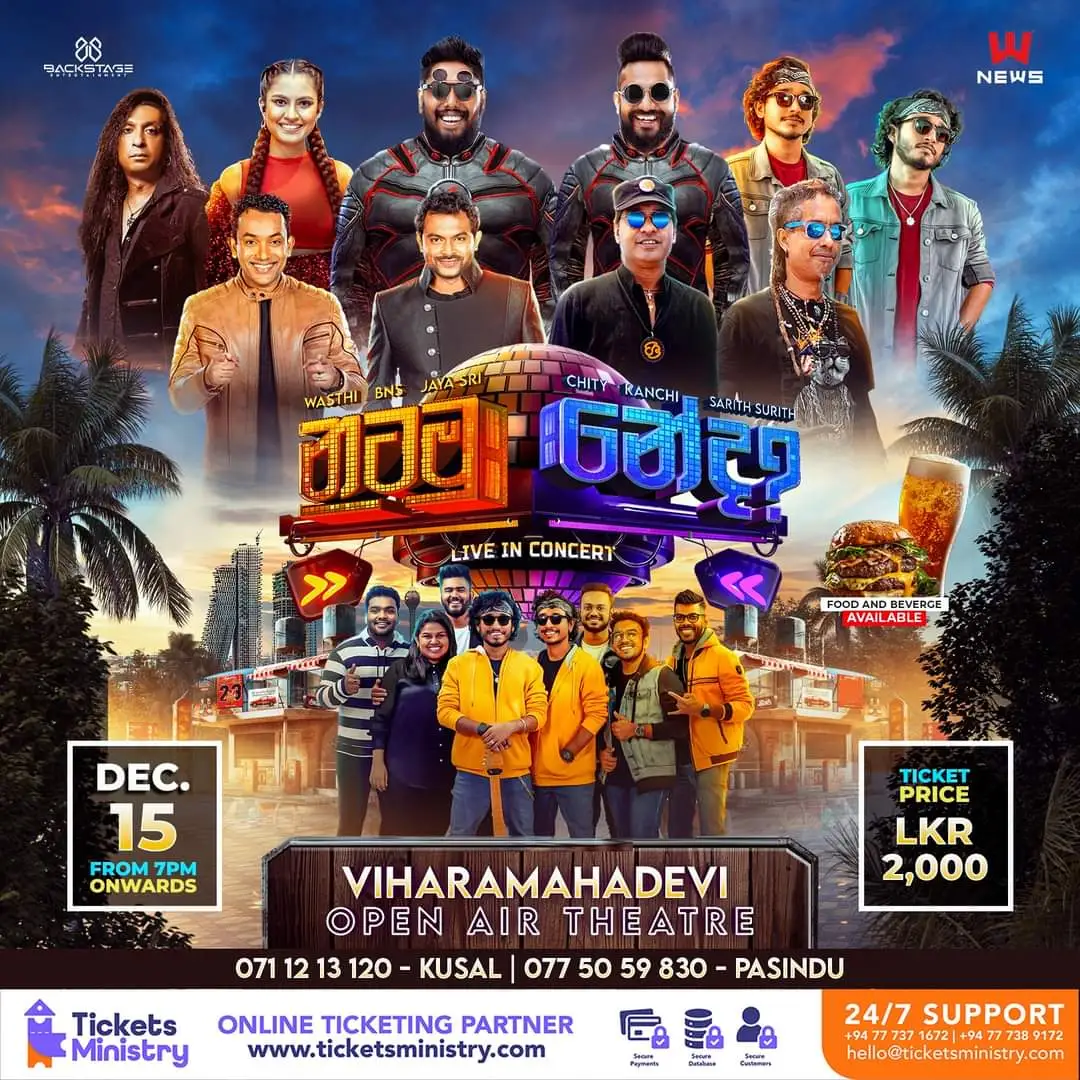 BACKSTAGE
ENTERTAINMENT
W
NEWS
WASTHI BNS JAYA SRI
CHITY KANCHI SARITH SURITH
නේද?
LIVE IN CONCERT
FOOD AND BEVERGE
AVAILABLE
DEC.
15
FROM 7PM
ONWARDS
TICKET
PRICE
LKR
2,000
VIHARAMAHADEVI
OPEN AIR THEATRE
071 12 13 120 - KUSAL | 077 50 59 830 - PASINDU
Tickets
Ministry
ONLINE TICKETING PARTNER
www.ticketsministry.com
Secure
Payments
Secure
Database
Secure
Customers
24/7 SUPPORT
+94 77 737 1672 | +94 77 738 9172
hello@ticketsministry.com